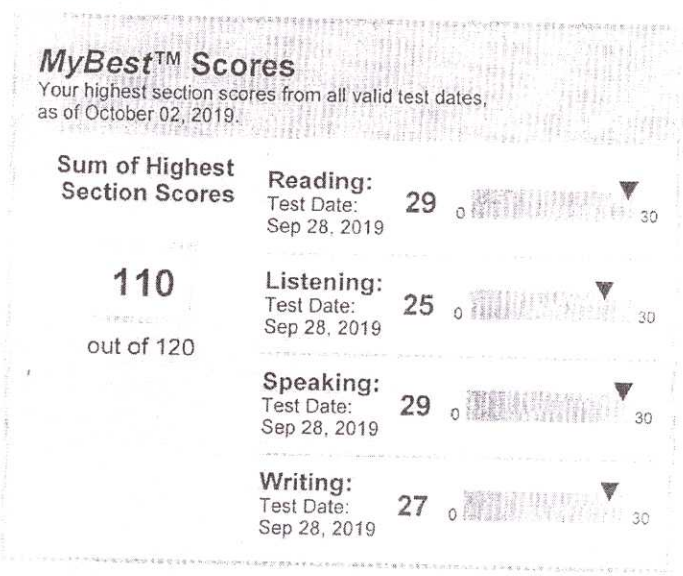 MyBest™ Scores
Your highest section scores from all valid test dates,
as of October 02, 2019.
Sum of Highest
Section Scores
110
out of 120
Reading:
Test Date:
Sep 28, 2019
29
0
30
Listening:
Test Date:
Sep 28, 2019
25
0
30
Speaking:
Test Date:
Sep 28, 2019
29
0
30
Writing:
Test Date:
Sep 28, 2019
27
0
30